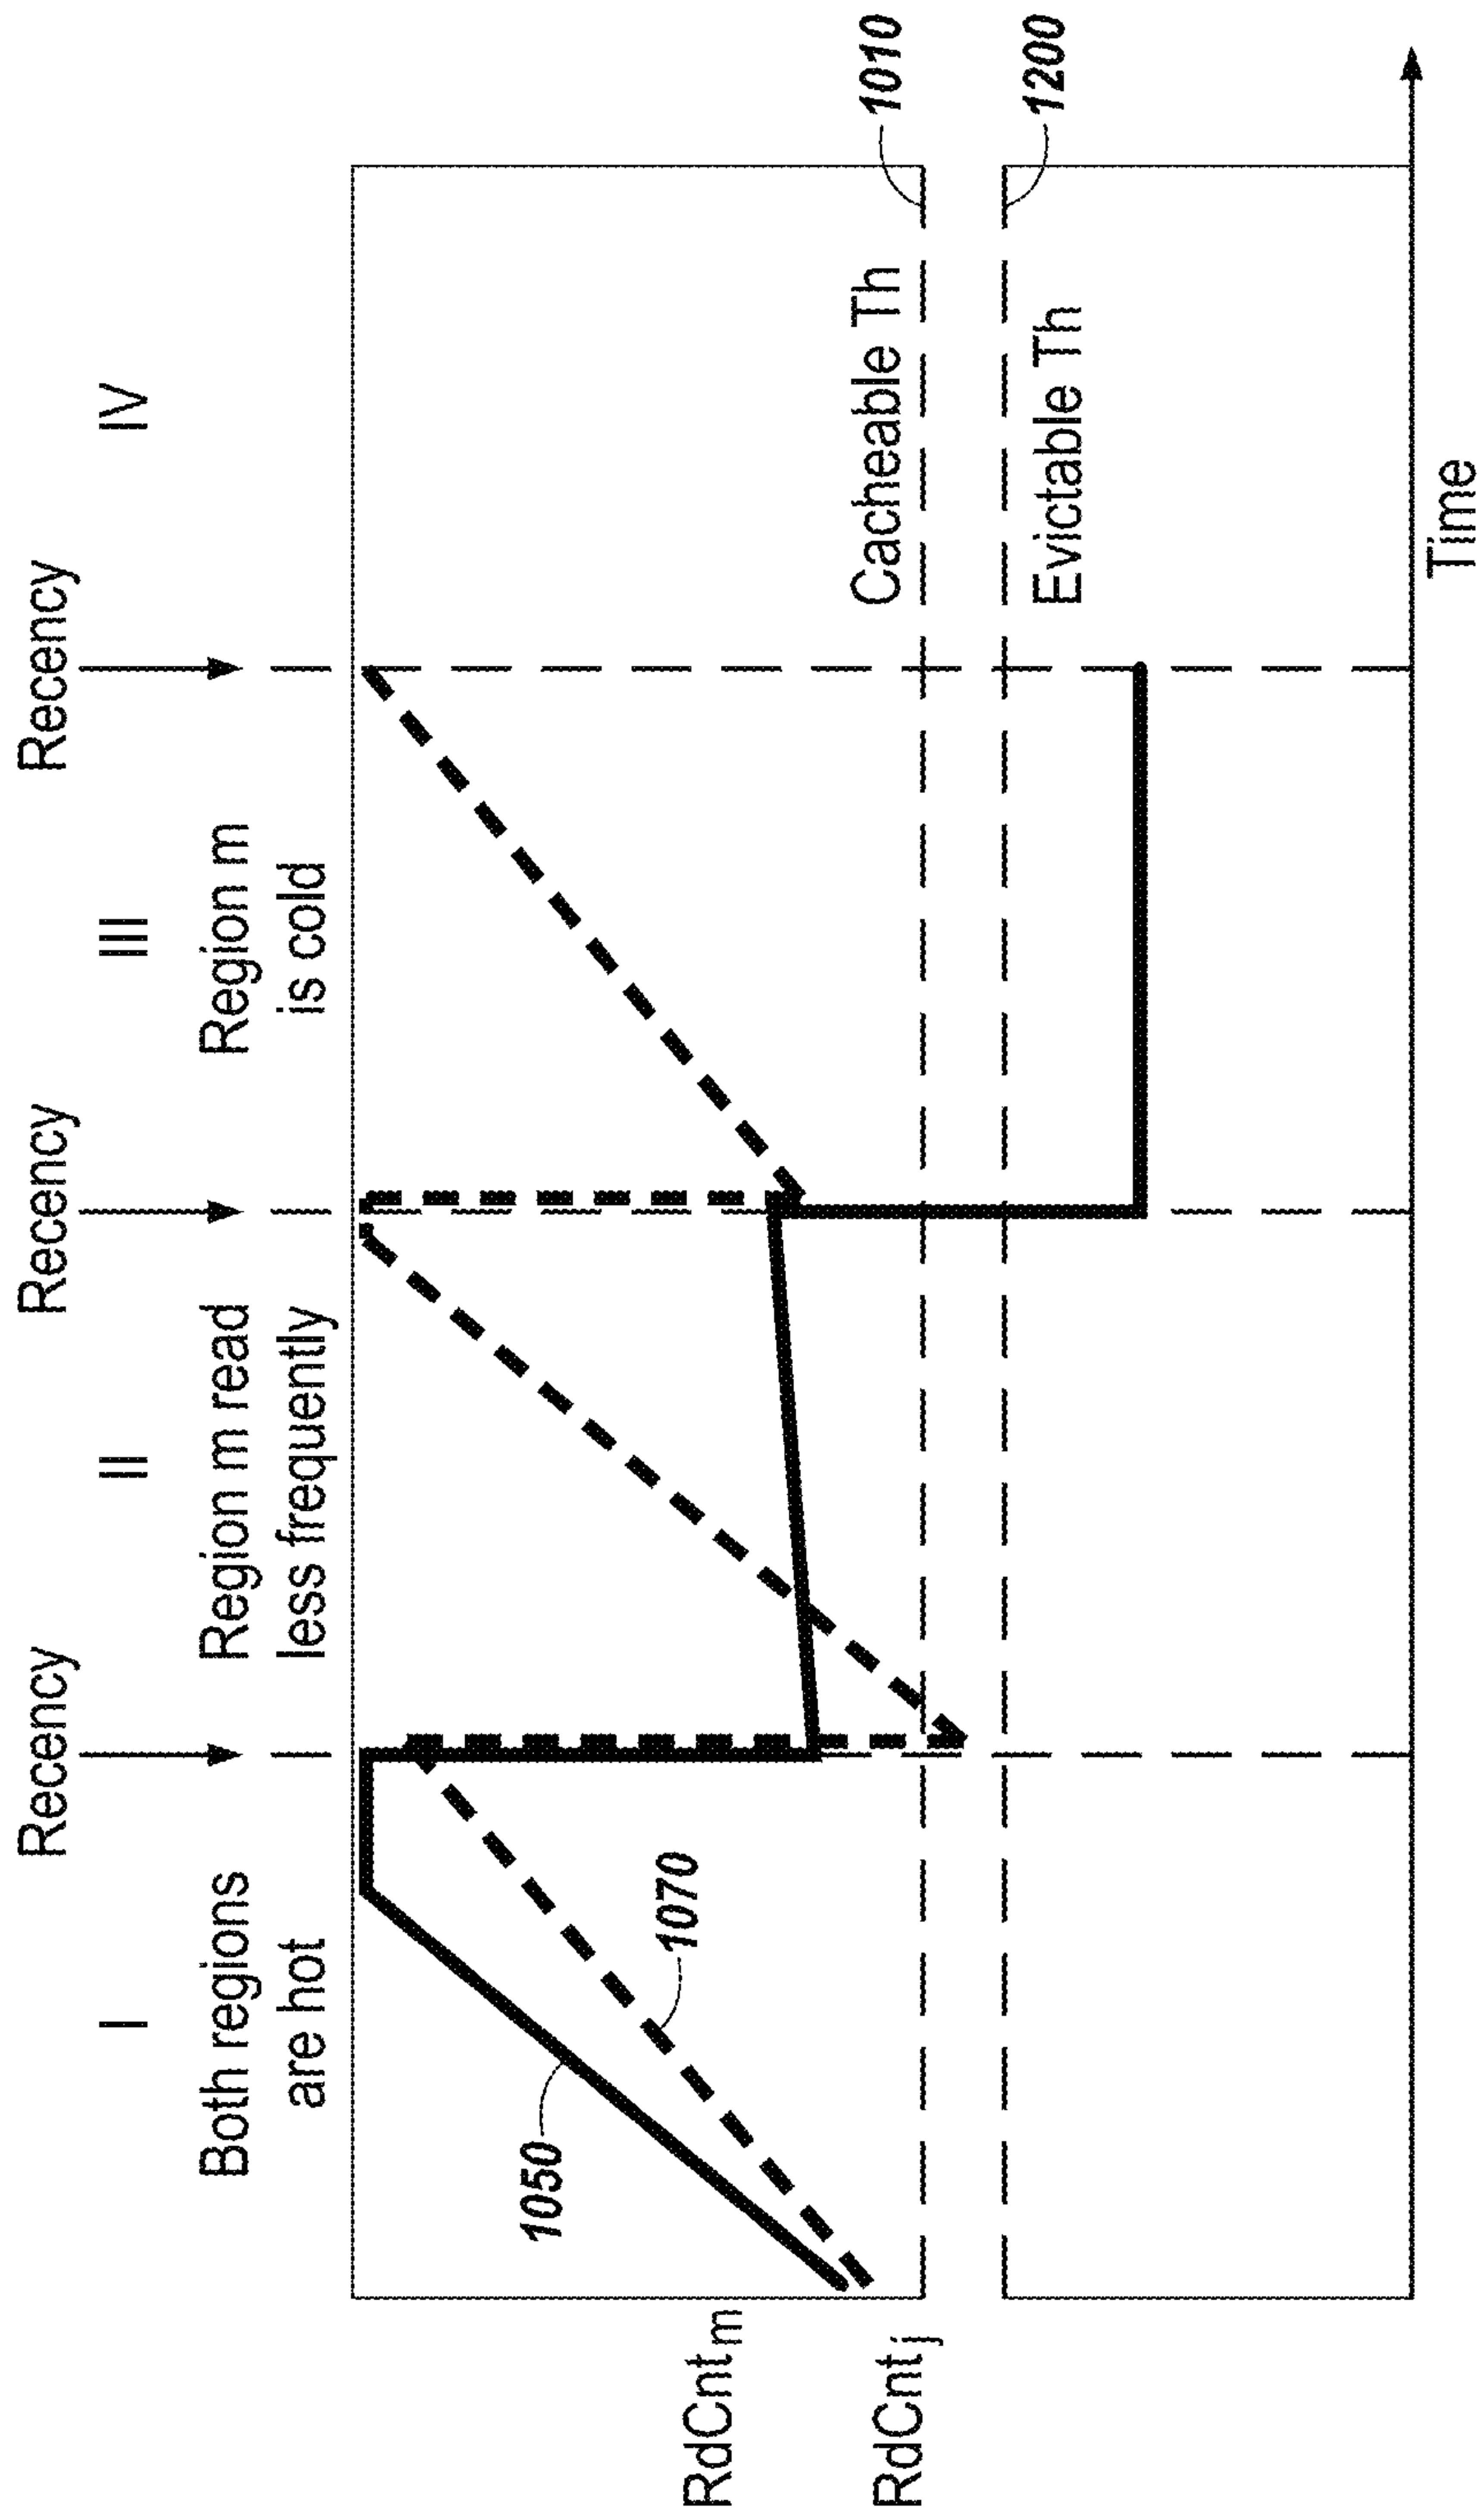 Recency
Recency
Recency
I
II
III
IV
Both regions
are hot
Region m read
less frequently
Region m
is cold
1050
1070
RdCntm
RdCntj
Cacheable Th
1010
Evictable Th
1200
Time